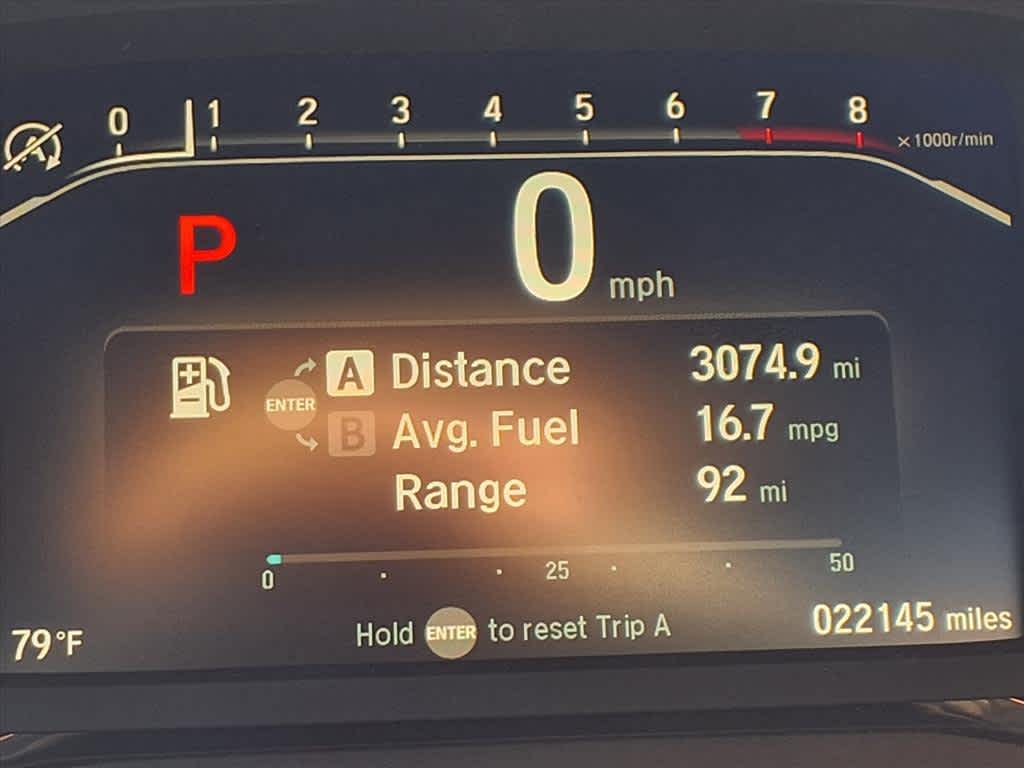 0 1 2 3 4 5 6 7 8 ×1000r/min
A
P 0 mph
A Distance 3074.9 mi
ENTER
B Avg. Fuel 16.7 mpg
Range 92 mi
0 25 50
79°F Hold ENTER to reset Trip A 022145 miles